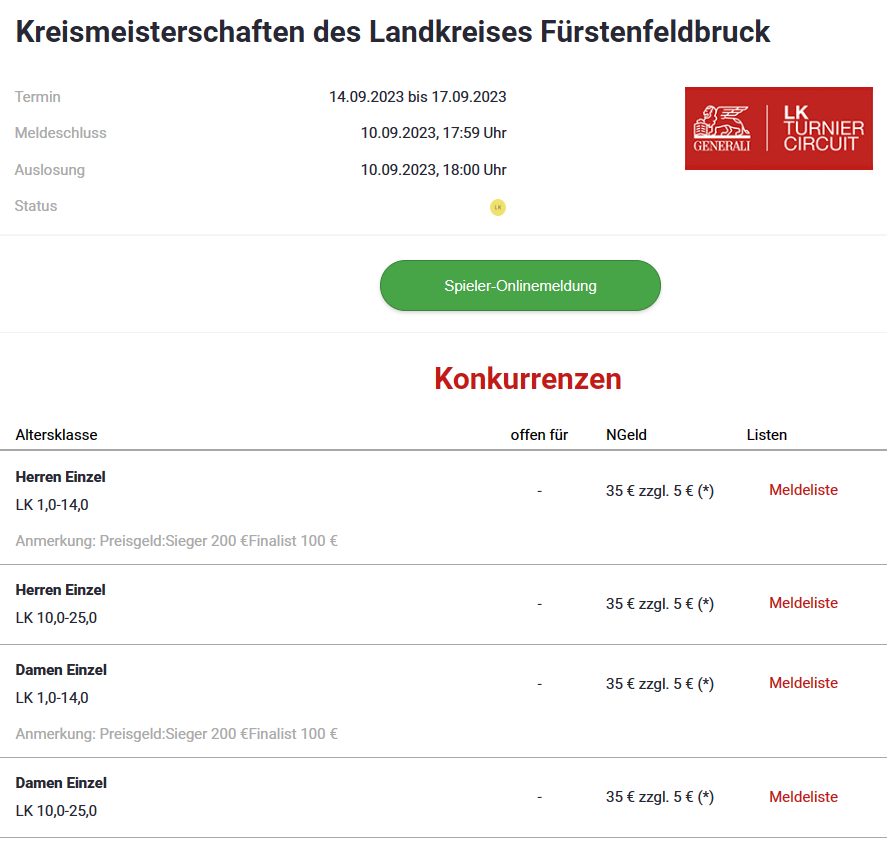 Kreismeisterschaften des Landkreises Fürstenfeldbruck
Termin 14.09.2023 bis 17.09.2023
Meldeschluss 10.09.2023, 17:59 Uhr
Auslosung 10.09.2023, 18:00 Uhr
Status LK
GENERALI
LK
TURNIER
CIRCUIT
Spieler-Onlinemeldung
Konkurrenzen
Altersklasse offen für NGeld Listen
Herren Einzel
LK 1,0-14,0
- 35 € zzgl. 5 € (*) Meldeliste
Anmerkung: Preisgeld:Sieger 200 €Finalist 100 €
Herren Einzel
LK 10,0-25,0
- 35 € zzgl. 5 € (*) Meldeliste
Damen Einzel
LK 1,0-14,0
- 35 € zzgl. 5 € (*) Meldeliste
Anmerkung: Preisgeld:Sieger 200 €Finalist 100 €
Damen Einzel
LK 10,0-25,0
- 35 € zzgl. 5 € (*) Meldeliste